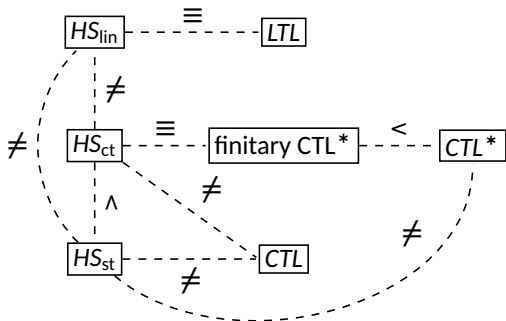 ≡
HS_lin LTL
≠
≠ ≡ <
HS_ct finitary CTL* CTL*
≠
∧
≠
HS_st CTL
≠